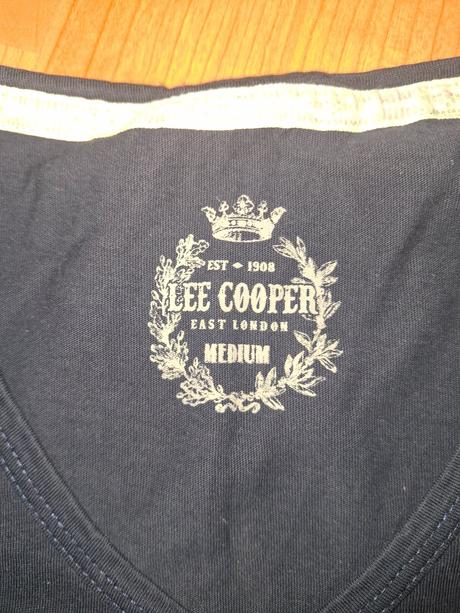 EST 1908
LEE COOPER
EAST LONDON
MEDIUM